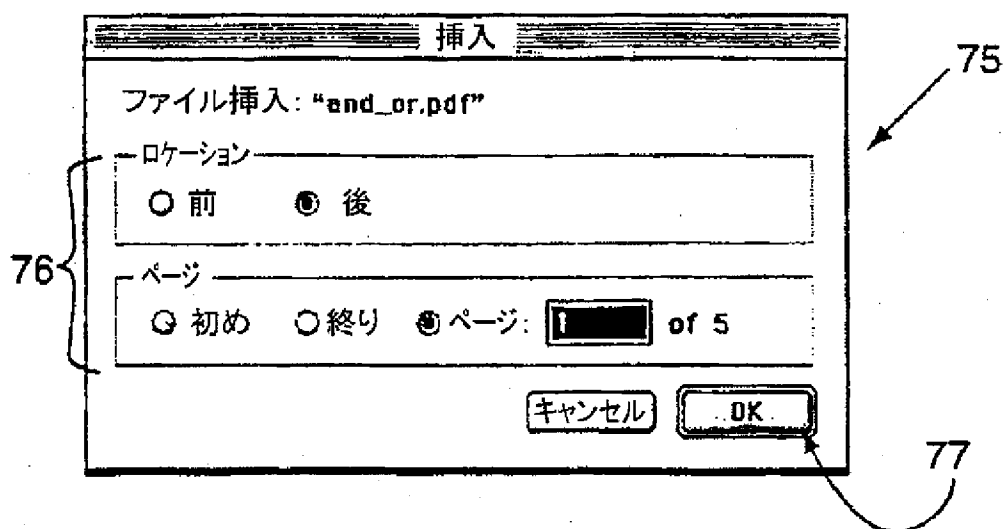 挿入
75
ファイル挿入: “and_or.pdf”
ロケーション
前 後
76
ページ
初め 終り ページ: 1 of 5
キャンセル OK
77